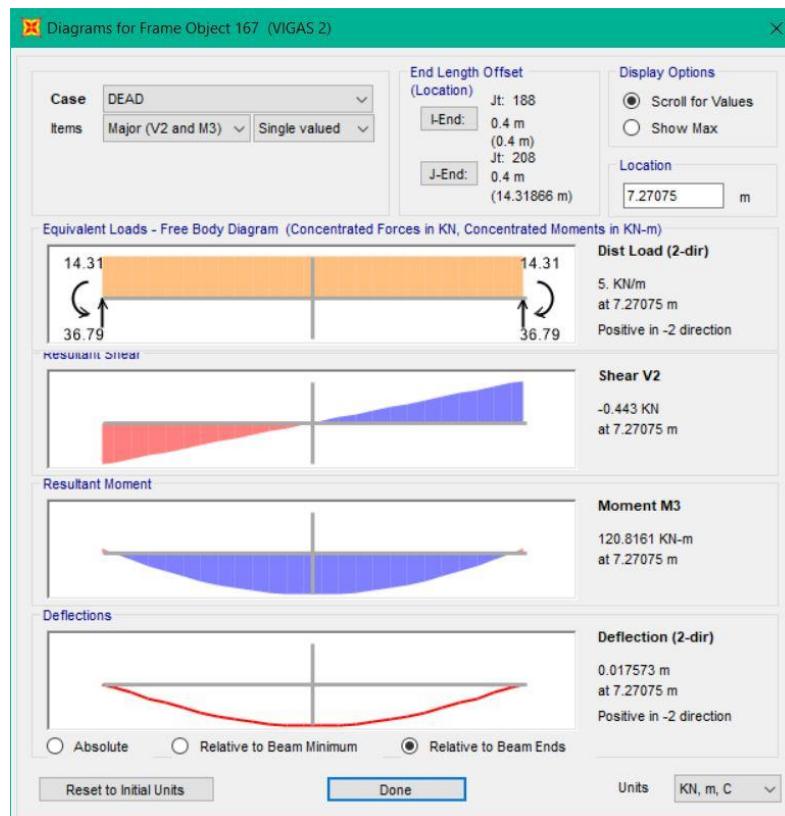 Diagrams for Frame Object 167 (VIGAS 2)
Case DEAD
Items Major (V2 and M3) Single valued
End Length Offset
(Location)
I-End: Jt: 188
0.4 m
(0.4 m)
J-End: Jt: 208
0.4 m
(14.31866 m)
Display Options
Scroll for Values
Show Max
Location
7.27075 m
Equivalent Loads - Free Body Diagram (Concentrated Forces in KN, Concentrated Moments in KN-m)
14.31 14.31
36.79 36.79
Dist Load (2-dir)
5. KN/m
at 7.27075 m
Positive in -2 direction
Resultant Shear
Shear V2
-0.443 KN
at 7.27075 m
Resultant Moment
Moment M3
120.8161 KN-m
at 7.27075 m
Deflections
Deflection (2-dir)
0.017573 m
at 7.27075 m
Positive in -2 direction
Absolute Relative to Beam Minimum Relative to Beam Ends
Reset to Initial Units Done Units KN, m, C